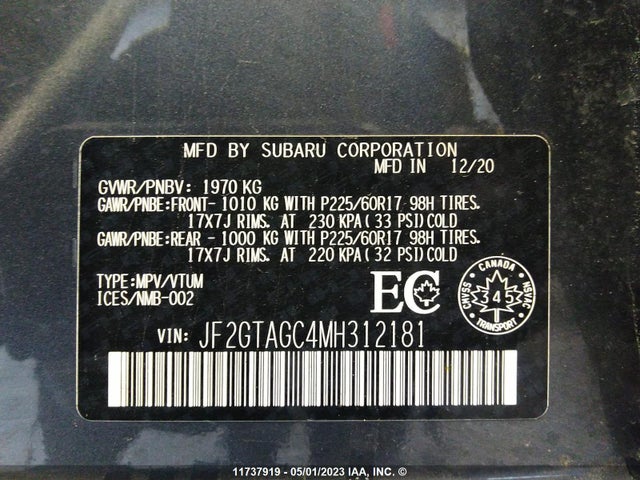 MFD BY SUBARU CORPORATION
MFD IN 12/20
GVWR/PNBV: 1970 KG
GAWR/PNBE:FRONT- 1010 KG WITH P225/60R17 98H TIRES.
17X7J RIMS. AT 230 KPA(33 PSI)COLD
GAWR/PNBE:REAR - 1000 KG WITH P225/60R17 98H TIRES.
17X7J RIMS. AT 220 KPA(32 PSI)COLD
TYPE:MPV/VTUM
ICES/NMB-002
EC
CANADA
CMVSS 345 NSVAC
TRANSPORT
VIN: JF2GTAGC4MH312181
11737919 - 05/01/2023 IAA, INC. ©